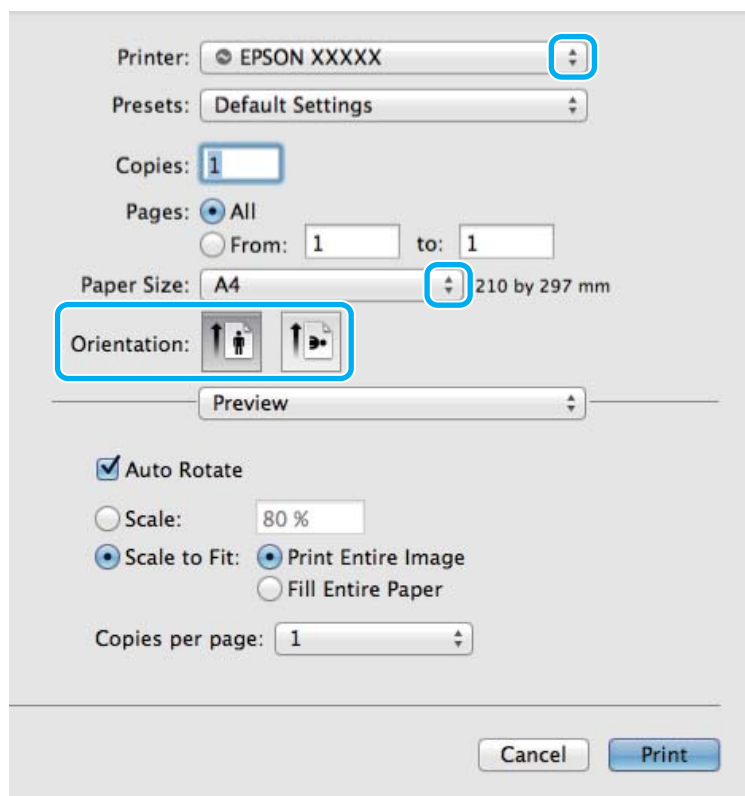 Printer: EPSON XXXXX
Presets: Default Settings
Copies: 1
Pages: All
From: 1 to: 1
Paper Size: A4 210 by 297 mm
Orientation:
Preview
Auto Rotate
Scale: 80 %
Scale to Fit: Print Entire Image
Fill Entire Paper
Copies per page: 1
Cancel Print